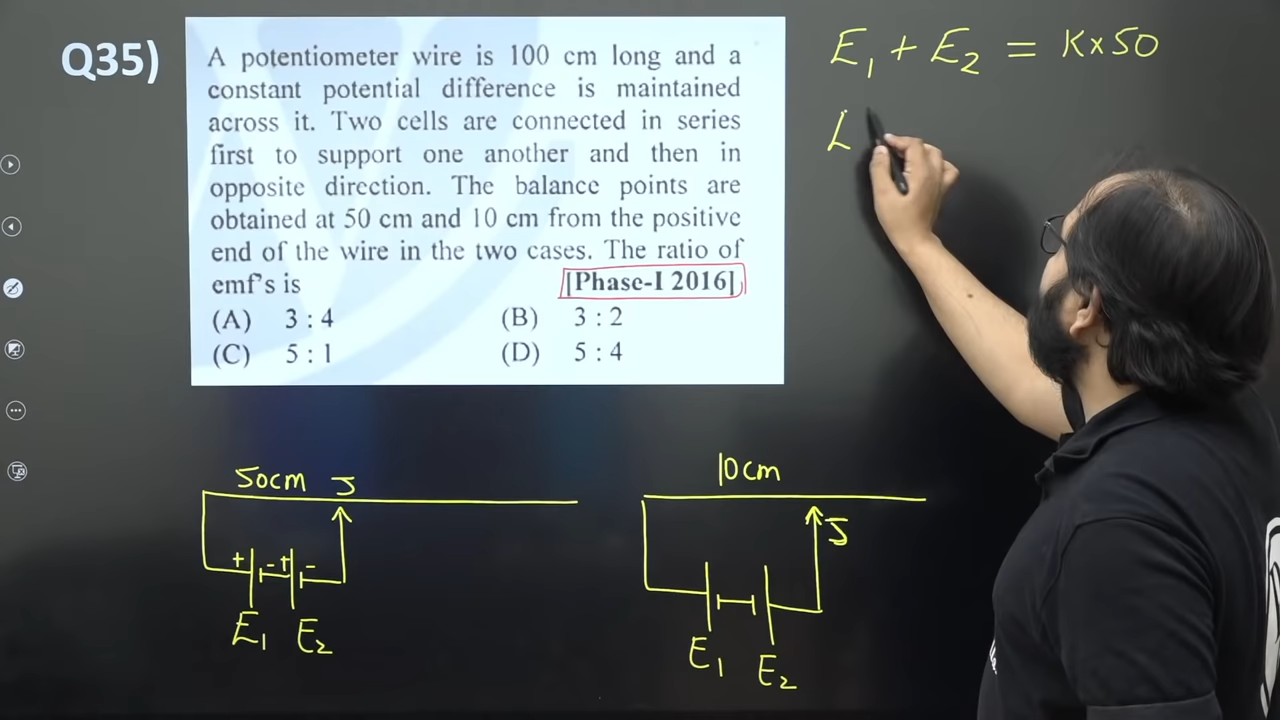 Q35)
A potentiometer wire is 100 cm long and a
constant potential difference is maintained
across it. Two cells are connected in series
first to support one another and then in
opposite direction. The balance points are
obtained at 50 cm and 10 cm from the positive
end of the wire in the two cases. The ratio of
emf's is [Phase-I 2016]
(A) 3 : 4 (B) 3 : 2
(C) 5 : 1 (D) 5 : 4
E₁ + E₂ = K×50
50cm J
+ - + -
E₁ E₂
10cm
J
E₁ E₂